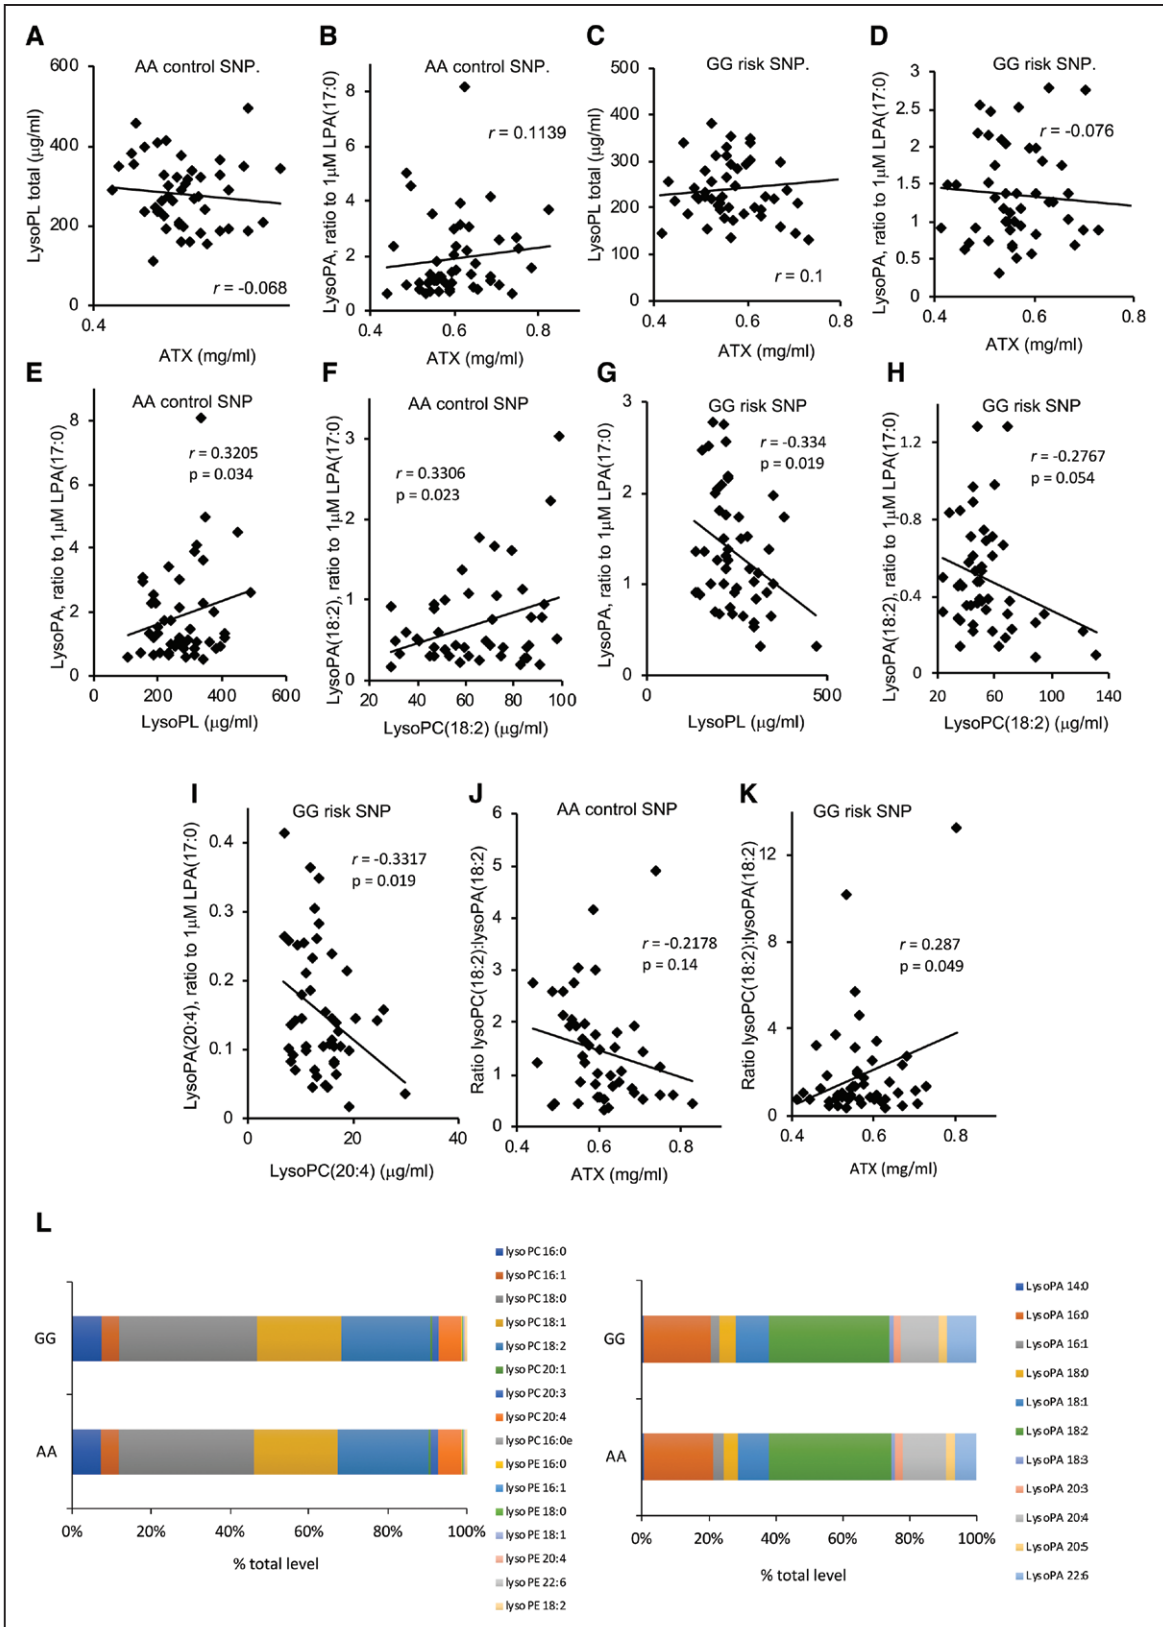 A
AA control SNP.
LysoPL total (µg/ml)
600
400
200
0
0.4
r = -0.068
ATX (mg/ml)
B
AA control SNP.
LysoPA, ratio to 1µM LPA(17:0)
8
6
4
2
0
0.4
0.6
0.8
r = 0.1139
ATX (mg/ml)
C
GG risk SNP.
LysoPL total (µg/ml)
500
400
300
200
100
0
0.4
0.6
0.8
r = 0.1
ATX (mg/ml)
D
GG risk SNP.
LysoPA, ratio to 1µM LPA(17:0)
3
2.5
2
1.5
1
0.5
0
0.4
0.6
0.8
r = -0.076
ATX (mg/ml)
E
AA control SNP
LysoPA, ratio to 1µM LPA(17:0)
8
6
4
2
0
0
200
400
600
r = 0.3205
p = 0.034
LysoPL (µg/ml)
F
AA control SNP
LysoPA(18:2), ratio to 1µM LPA(17:0)
3
2
1
0
20
40
60
80
100
r = 0.3306
p = 0.023
LysoPC(18:2) (µg/ml)
G
GG risk SNP
LysoPA, ratio to 1µM LPA(17:0)
3
2
1
0
0
500
r = -0.334
p = 0.019
LysoPL (µg/ml)
H
GG risk SNP
LysoPA(18:2), ratio to 1µM LPA(17:0)
1.2
0.8
0.4
0
20
60
100
140
r = -0.2767
p = 0.054
LysoPC(18:2) (µg/ml)
I
GG risk SNP
LysoPA(20:4), ratio to 1µM LPA(17:0)
0.4
0.3
0.2
0.1
0
0
20
40
r = -0.3317
p = 0.019
LysoPC(20:4) (µg/ml)
J
AA control SNP
Ratio lysoPC(18:2):lysoPA(18:2)
6
5
4
3
2
1
0
0.4
0.6
0.8
r = -0.2178
p = 0.14
ATX (mg/ml)
K
GG risk SNP
Ratio lysoPC(18:2):lysoPA(18:2)
12
8
4
0
0.4
0.6
0.8
r = 0.287
p = 0.049
ATX (mg/ml)
L
GG
AA
0%
20%
40%
60%
80%
100%
% total level
lyso PC 16:0
lyso PC 16:1
lyso PC 18:0
lyso PC 18:1
lyso PC 18:2
lyso PC 20:1
lyso PC 20:3
lyso PC 20:4
lyso PC 16:0e
lyso PE 16:0
lyso PE 16:1
lyso PE 18:0
lyso PE 18:1
lyso PE 20:4
lyso PE 22:6
lyso PE 18:2
GG
AA
0%
20%
40%
60%
80%
100%
% total level
LysoPA 14:0
LysoPA 16:0
LysoPA 16:1
LysoPA 18:0
LysoPA 18:1
LysoPA 18:2
LysoPA 18:3
LysoPA 20:3
LysoPA 20:4
LysoPA 20:5
LysoPA 22:6